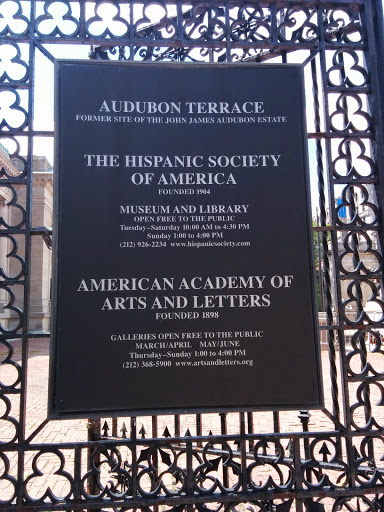 AUDUBON TERRACE
FORMER SITE OF THE JOHN JAMES AUDUBON ESTATE
THE HISPANIC SOCIETY
OF AMERICA
FOUNDED 1904
MUSEUM AND LIBRARY
OPEN FREE TO THE PUBLIC
Tuesday–Saturday 10:00 AM to 4:30 PM
Sunday 1:00 to 4:00 PM
(212) 926-2234 www.hispanicsociety.com
AMERICAN ACADEMY OF
ARTS AND LETTERS
FOUNDED 1898
GALLERIES OPEN FREE TO THE PUBLIC
MARCH/APRIL MAY/JUNE
Thursday–Sunday 1:00 to 4:00 PM
(212) 368-5900 www.artsandletters.org